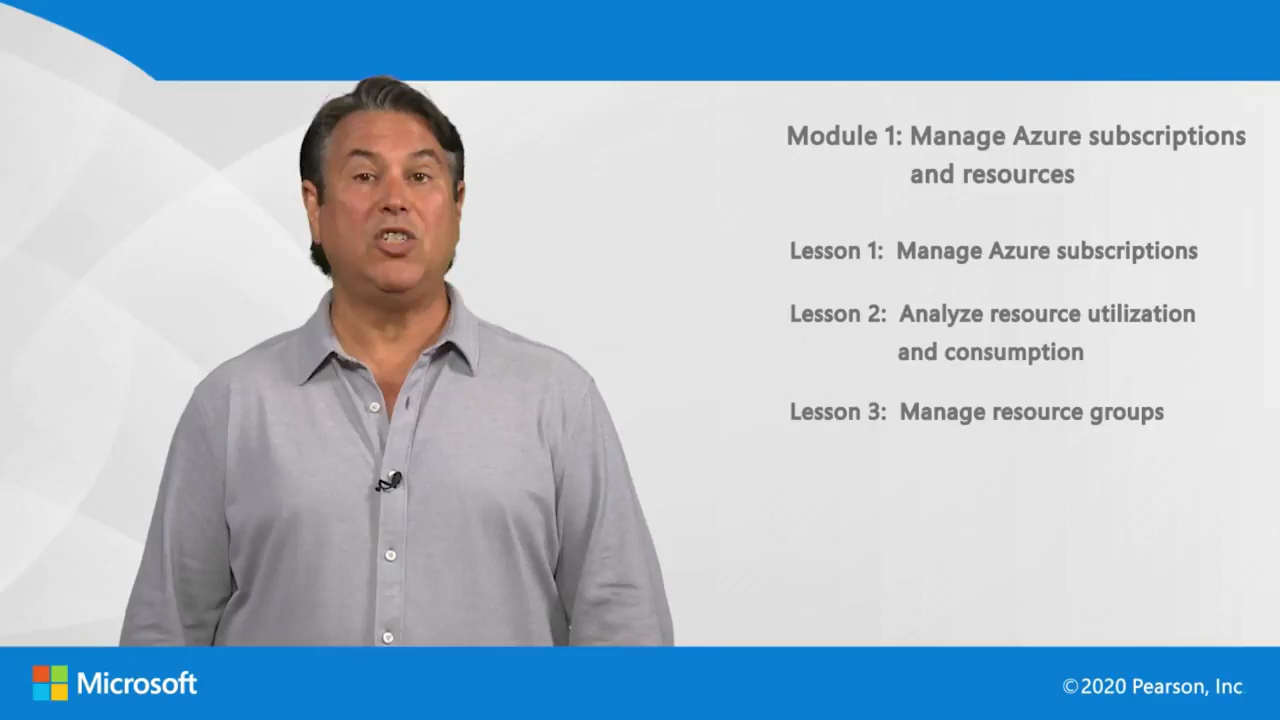 Module 1: Manage Azure subscriptions
and resources
Lesson 1: Manage Azure subscriptions
Lesson 2: Analyze resource utilization
and consumption
Lesson 3: Manage resource groups
Microsoft
©2020 Pearson, Inc